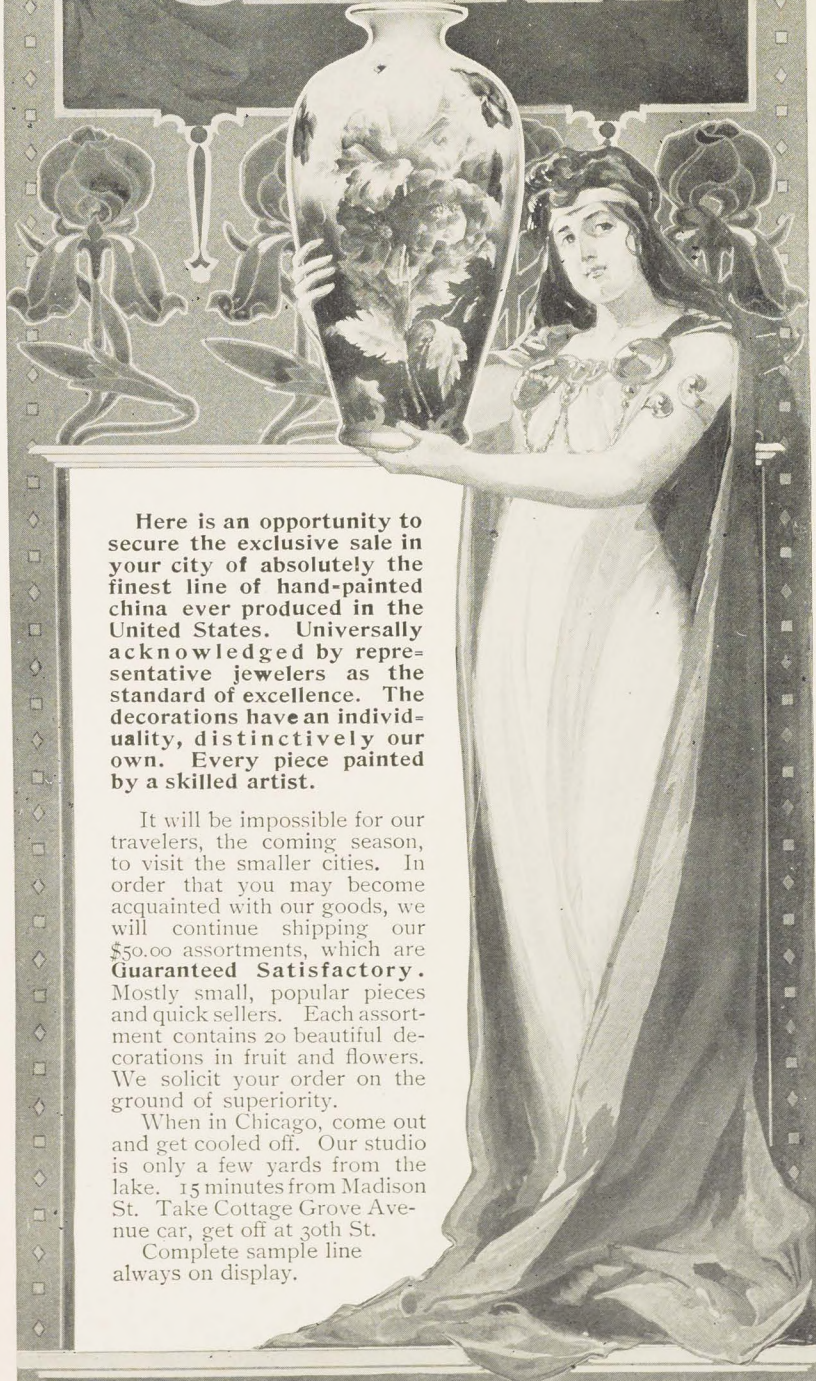 Here is an opportunity to
secure the exclusive sale in
your city of absolutely the
finest line of hand-painted
china ever produced in the
United States. Universally
acknowledged by repre=
sentative jewelers as the
standard of excellence. The
decorations have an individ=
uality, distinctively our
own. Every piece painted
by a skilled artist.
It will be impossible for our
travelers, the coming season,
to visit the smaller cities. In
order that you may become
acquainted with our goods, we
will continue shipping our
$50.00 assortments, which are
Guaranteed Satisfactory.
Mostly small, popular pieces
and quick sellers. Each assort-
ment contains 20 beautiful de-
corations in fruit and flowers.
We solicit your order on the
ground of superiority.
When in Chicago, come out
and get cooled off. Our studio
is only a few yards from the
lake. 15 minutes from Madison
St. Take Cottage Grove Ave-
nue car, get off at 30th St.
Complete sample line
always on display.